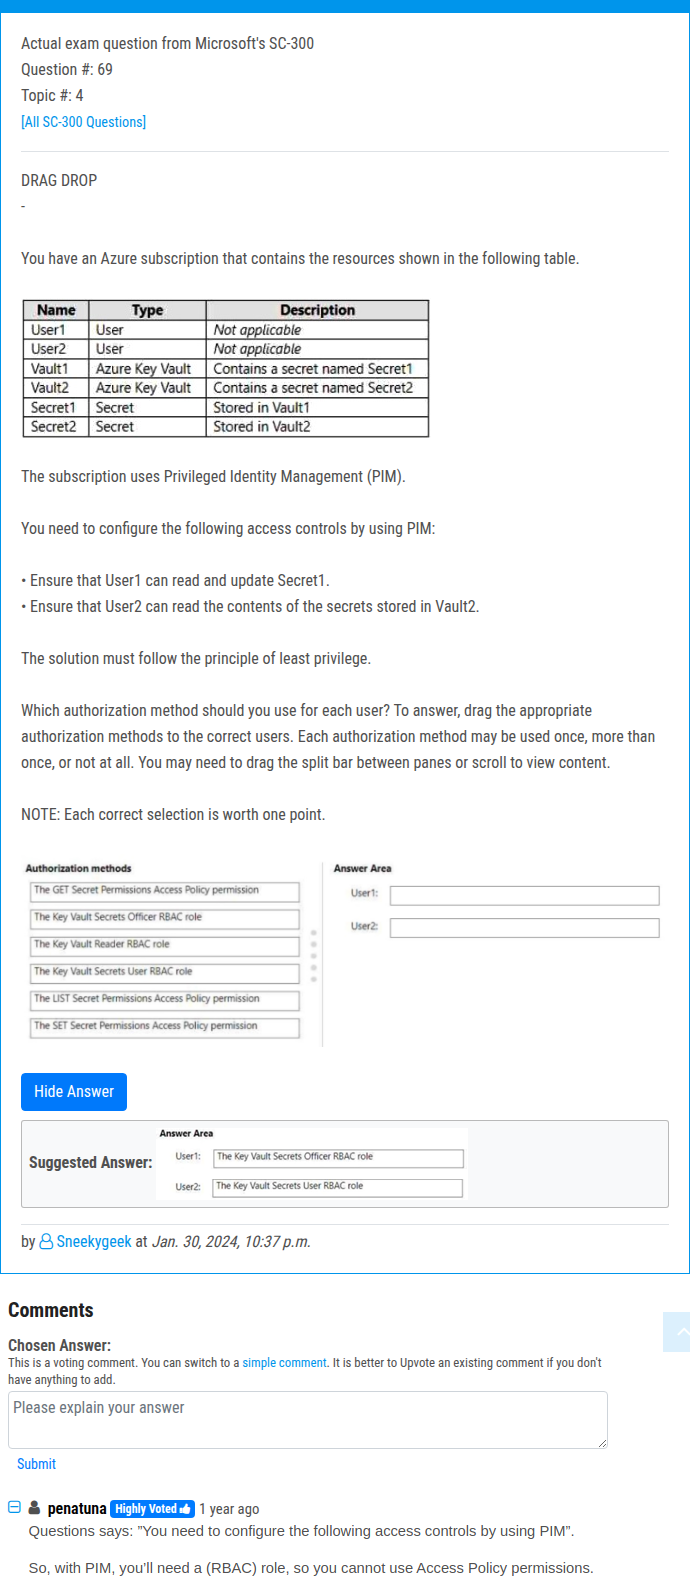 Actual exam question from Microsoft's SC-300
Question #: 69
Topic #: 4
[All SC-300 Questions]
DRAG DROP
-
You have an Azure subscription that contains the resources shown in the following table.
Name Type Description
User1 User Not applicable
User2 User Not applicable
Vault1 Azure Key Vault Contains a secret named Secret1
Vault2 Azure Key Vault Contains a secret named Secret2
Secret1 Secret Stored in Vault1
Secret2 Secret Stored in Vault2
The subscription uses Privileged Identity Management (PIM).
You need to configure the following access controls by using PIM:
• Ensure that User1 can read and update Secret1.
• Ensure that User2 can read the contents of the secrets stored in Vault2.
The solution must follow the principle of least privilege.
Which authorization method should you use for each user? To answer, drag the appropriate
authorization methods to the correct users. Each authorization method may be used once, more than
once, or not at all. You may need to drag the split bar between panes or scroll to view content.
NOTE: Each correct selection is worth one point.
Authorization methods
The GET Secret Permissions Access Policy permission
The Key Vault Secrets Officer RBAC role
The Key Vault Reader RBAC role
The Key Vault Secrets User RBAC role
The LIST Secret Permissions Access Policy permission
The SET Secret Permissions Access Policy permission
Answer Area
User1:
User2:
Hide Answer
Suggested Answer:
Answer Area
User1: The Key Vault Secrets Officer RBAC role
User2: The Key Vault Secrets User RBAC role
by Sneekygeek at Jan. 30, 2024, 10:37 p.m.
Comments
Chosen Answer:
This is a voting comment. You can switch to a simple comment. It is better to Upvote an existing comment if you don't
have anything to add.
Please explain your answer
Submit
penatuna Highly Voted 1 year ago
Questions says: ”You need to configure the following access controls by using PIM”.
So, with PIM, you’ll need a (RBAC) role, so you cannot use Access Policy permissions.